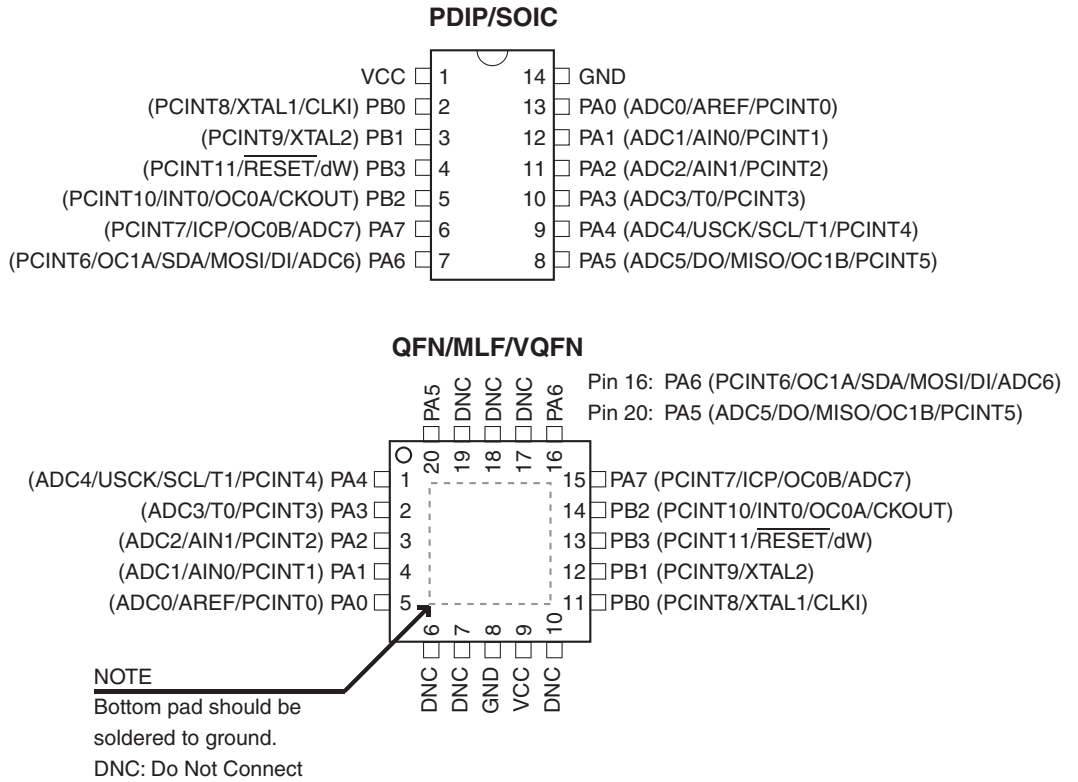 PDIP/SOIC
VCC 1 14 GND
(PCINT8/XTAL1/CLKI) PB0 2 13 PA0 (ADC0/AREF/PCINT0)
(PCINT9/XTAL2) PB1 3 12 PA1 (ADC1/AIN0/PCINT1)
(PCINT11/RESET/dW) PB3 4 11 PA2 (ADC2/AIN1/PCINT2)
(PCINT10/INT0/OC0A/CKOUT) PB2 5 10 PA3 (ADC3/T0/PCINT3)
(PCINT7/ICP/OC0B/ADC7) PA7 6 9 PA4 (ADC4/USCK/SCL/T1/PCINT4)
(PCINT6/OC1A/SDA/MOSI/DI/ADC6) PA6 7 8 PA5 (ADC5/DO/MISO/OC1B/PCINT5)
QFN/MLF/VQFN
Pin 16: PA6 (PCINT6/OC1A/SDA/MOSI/DI/ADC6)
Pin 20: PA5 (ADC5/DO/MISO/OC1B/PCINT5)
PA5 DNC DNC DNC PA6
20 19 18 17 16
(ADC4/USCK/SCL/T1/PCINT4) PA4 1 15 PA7 (PCINT7/ICP/OC0B/ADC7)
(ADC3/T0/PCINT3) PA3 2 14 PB2 (PCINT10/INT0/OC0A/CKOUT)
(ADC2/AIN1/PCINT2) PA2 3 13 PB3 (PCINT11/RESET/dW)
(ADC1/AIN0/PCINT1) PA1 4 12 PB1 (PCINT9/XTAL2)
(ADC0/AREF/PCINT0) PA0 5 11 PB0 (PCINT8/XTAL1/CLKI)
6 7 8 9 10
DNC DNC GND VCC DNC
NOTE
Bottom pad should be
soldered to ground.
DNC: Do Not Connect